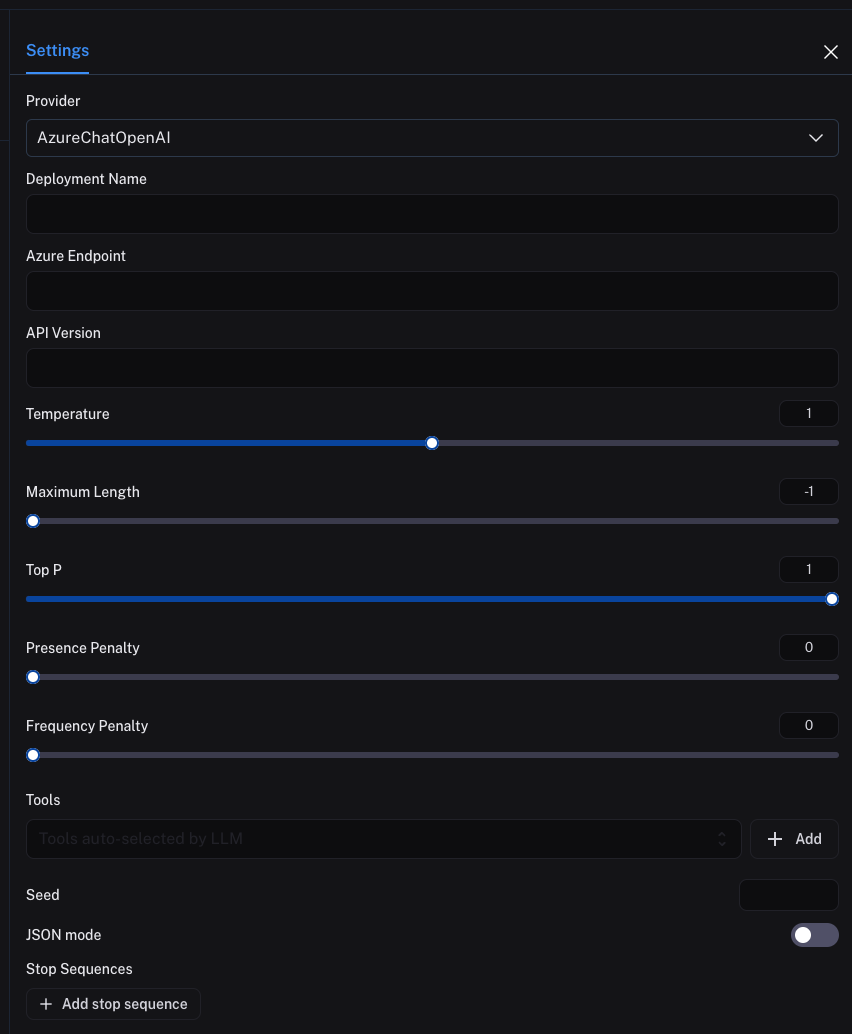 Settings
Provider
AzureChatOpenAI
Deployment Name
Azure Endpoint
API Version
Temperature 1
Maximum Length -1
Top P 1
Presence Penalty 0
Frequency Penalty 0
Tools
Tools auto-selected by LLM
Add
Seed
JSON mode
Stop Sequences
Add stop sequence